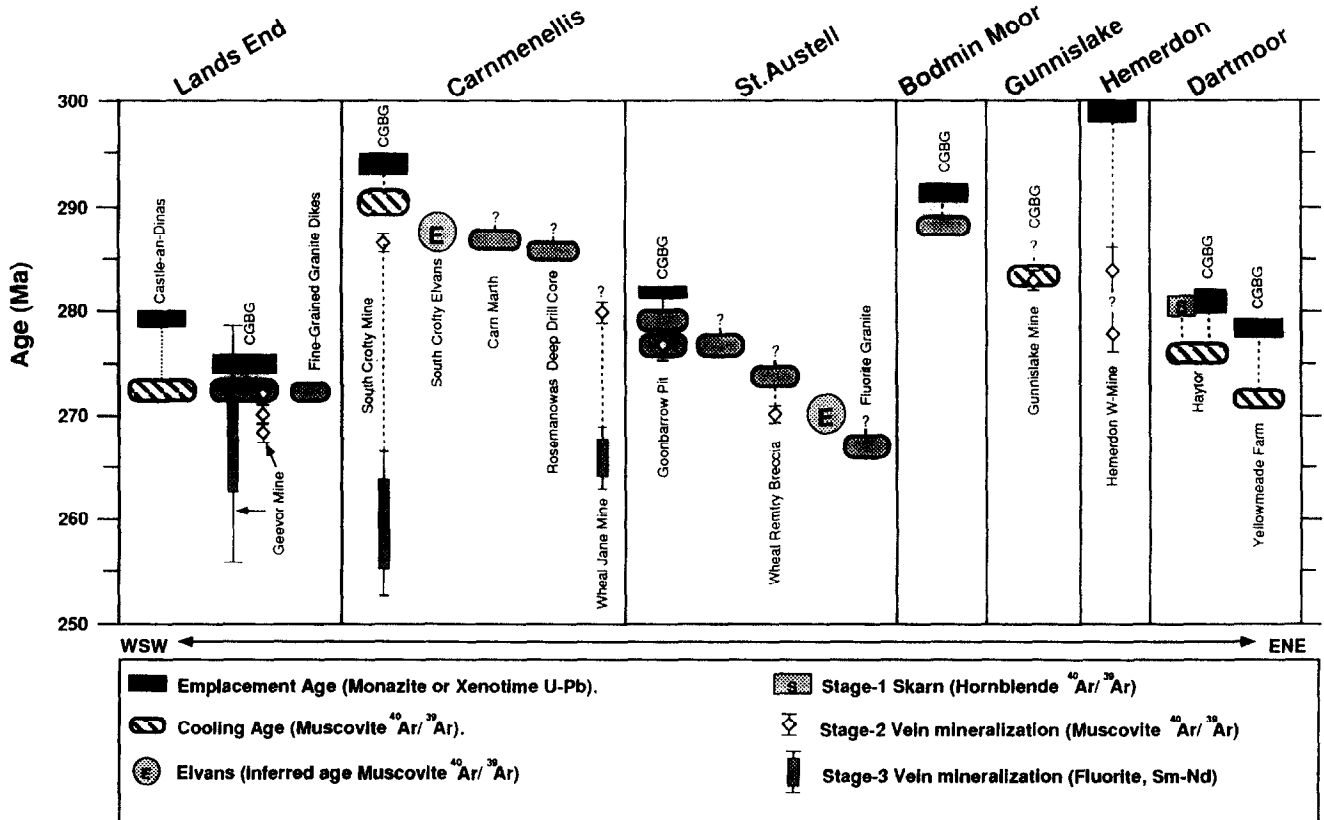 Lands End
Carnmenellis
St.Austell
Bodmin Moor
Gunnislake
Hemerdon
Dartmoor
Age (Ma)
300
290
280
270
260
250
Castle-an-Dinas
CGBG
Fine-Grained Granite Dikes
Geevor Mine
CGBG
South Crofty Mine
E
South Crofty Elvans
?
Carn Marth
?
Rosemanowas Deep Drill Core
?
Wheal Jane Mine
CGBG
Goonbarrow Pit
?
?
Wheal Remfry Breccia
E
Fluorite Granite
?
CGBG
CGBG
?
Gunnislake Mine
CGBG
?
Hemerdon W-Mine
S
CGBG
Haytor
CGBG
Yellowmeade Farm
WSW
ENE
Emplacement Age (Monazite or Xenotime U-Pb).
Cooling Age (Muscovite 40Ar/ 39Ar).
E Elvans (Inferred age Muscovite 40Ar/ 39Ar)
S Stage-1 Skarn (Hornblende 40Ar/ 39Ar)
Stage-2 Vein mineralization (Muscovite 40Ar/ 39Ar)
Stage-3 Vein mineralization (Fluorite, Sm-Nd)